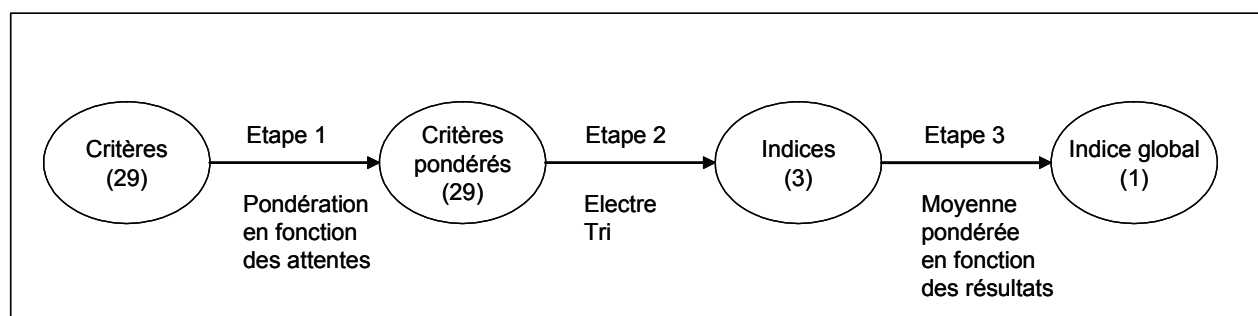 Critères
(29)
Etape 1
Pondération
en fonction
des attentes
Critères
pondérés
(29)
Etape 2
Electre
Tri
Indices
(3)
Etape 3
Moyenne
pondérée
en fonction
des résultats
Indice global
(1)